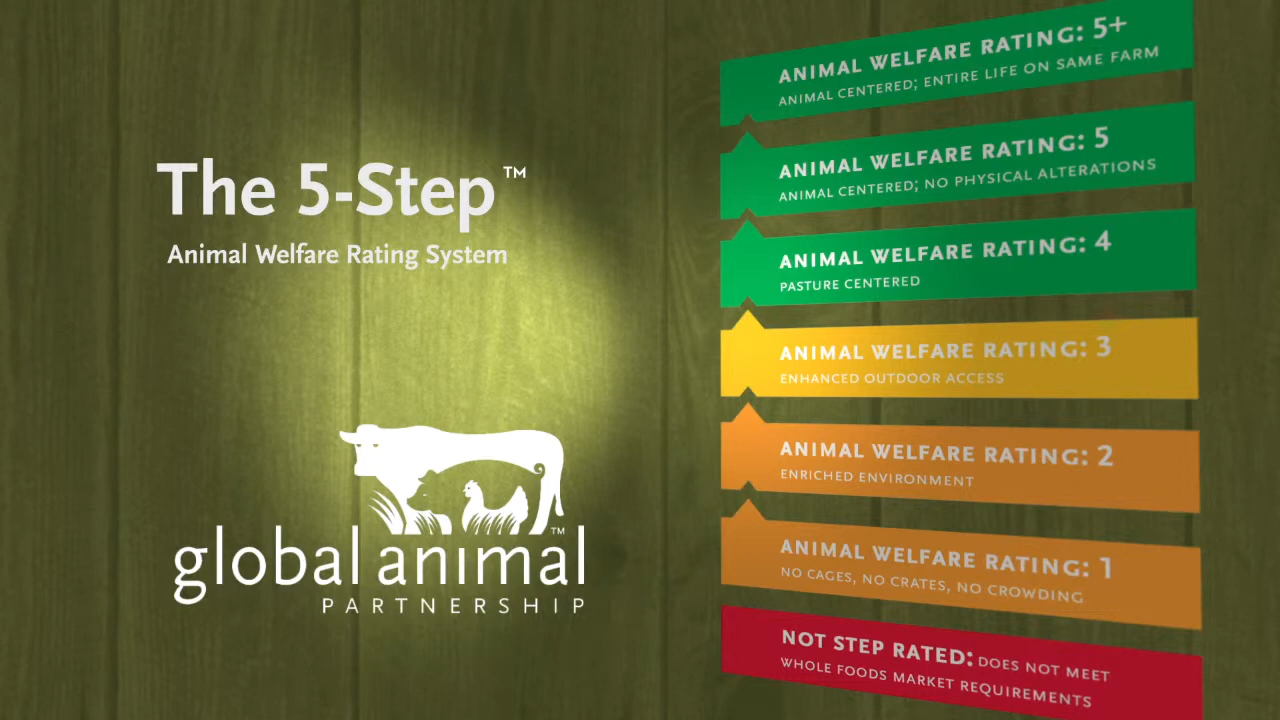 The 5-Step™
Animal Welfare Rating System
global animal™
PARTNERSHIP
ANIMAL WELFARE RATING: 5+
ANIMAL CENTERED; ENTIRE LIFE ON SAME FARM
ANIMAL WELFARE RATING: 5
ANIMAL CENTERED; NO PHYSICAL ALTERATIONS
ANIMAL WELFARE RATING: 4
PASTURE CENTERED
ANIMAL WELFARE RATING: 3
ENHANCED OUTDOOR ACCESS
ANIMAL WELFARE RATING: 2
ENRICHED ENVIRONMENT
ANIMAL WELFARE RATING: 1
NO CAGES, NO CRATES, NO CROWDING
NOT STEP RATED: DOES NOT MEET
WHOLE FOODS MARKET REQUIREMENTS